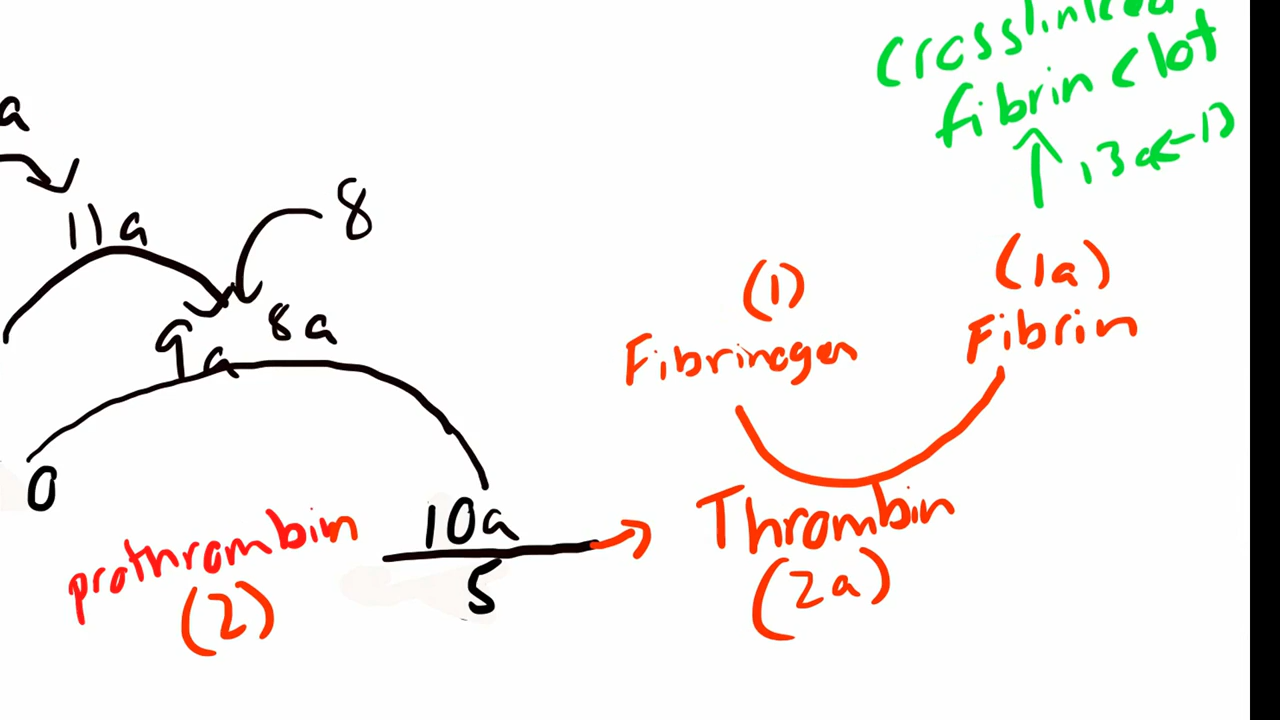 crosslinked
fibrin clot
13a←13
a
11a
8
(1)
(1a)
9a
8a
Fibrinogen
Fibrin
0
10a
prothrombin
Thrombin
(2)
5
(2a)